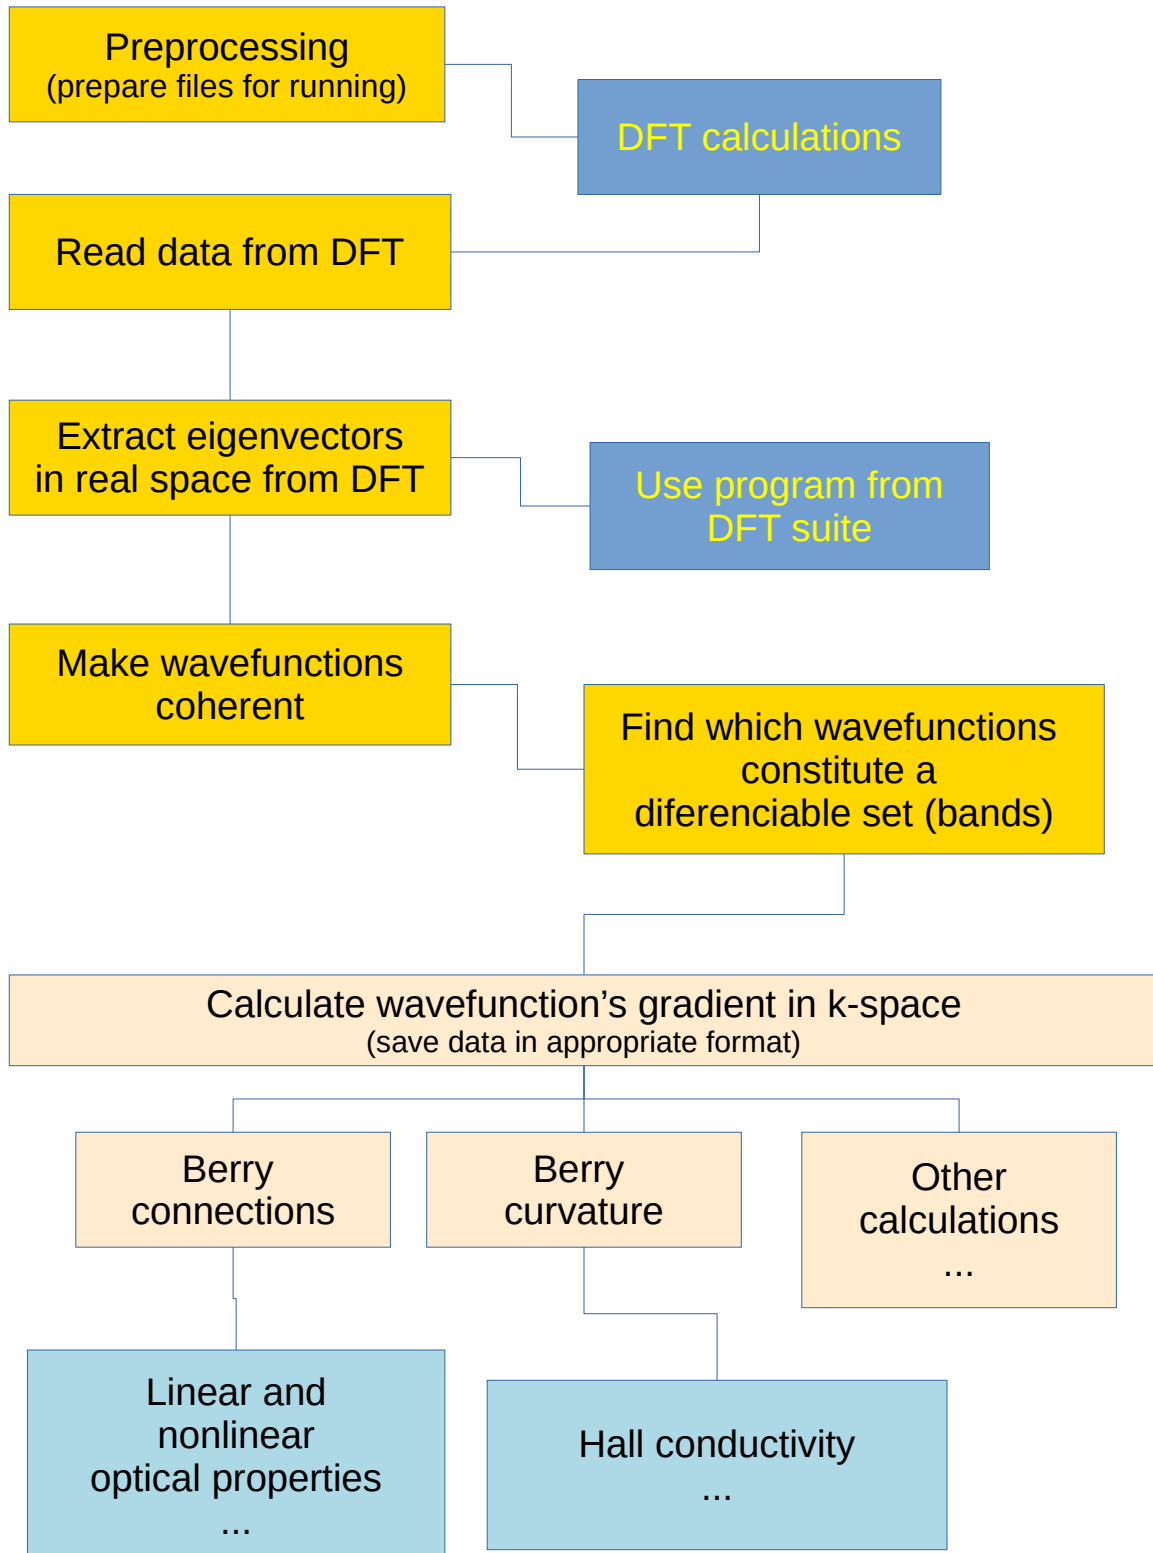 Preprocessing
(prepare files for running)
DFT calculations
Read data from DFT
Extract eigenvectors
in real space from DFT
Use program from
DFT suite
Make wavefunctions
coherent
Find which wavefunctions
constitute a
diferenciable set (bands)
Calculate wavefunction’s gradient in k-space
(save data in appropriate format)
Berry
connections
Berry
curvature
Other
calculations
...
Linear and
nonlinear
optical properties
...
Hall conductivity
...